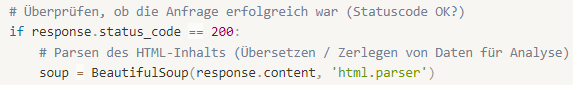 # Überprüfen, ob die Anfrage erfolgreich war (Statuscode OK?)
if response.status_code == 200:
    # Parsen des HTML-Inhalts (Übersetzen / Zerlegen von Daten für Analyse)
    soup = BeautifulSoup(response.content, 'html.parser')